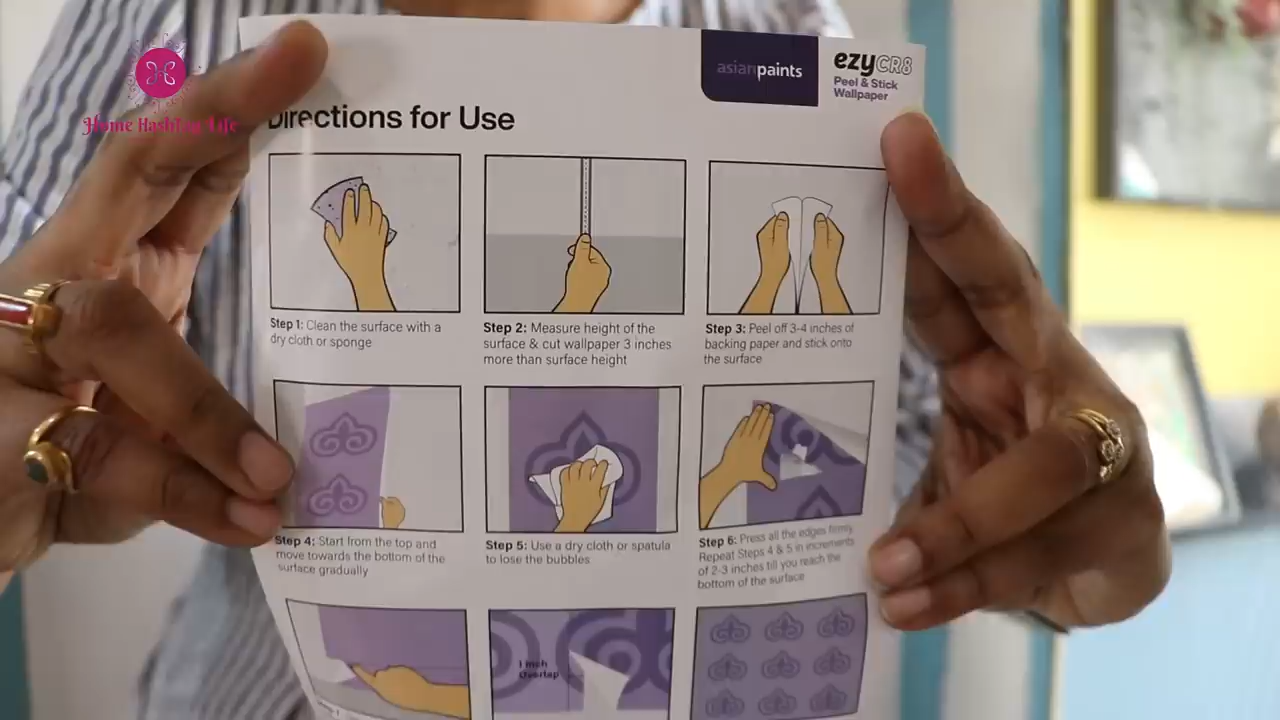 Home Hashtag Life
asianpaints
ezyCR8
Peel & Stick
Wallpaper
Directions for Use
Step 1: Clean the surface with a
dry cloth or sponge
Step 2: Measure height of the
surface & cut wallpaper 3 inches
more than surface height
Step 3: Peel off 3-4 inches of
backing paper and stick onto
the surface
Step 4: Start from the top and
move towards the bottom of the
surface gradually
Step 5: Use a dry cloth or spatula
to lose the bubbles
Step 6: Press all the edges firmly.
Repeat Steps 4 & 5 in increments
of 2-3 inches till you reach the
bottom of the surface
1 inch
Overlap